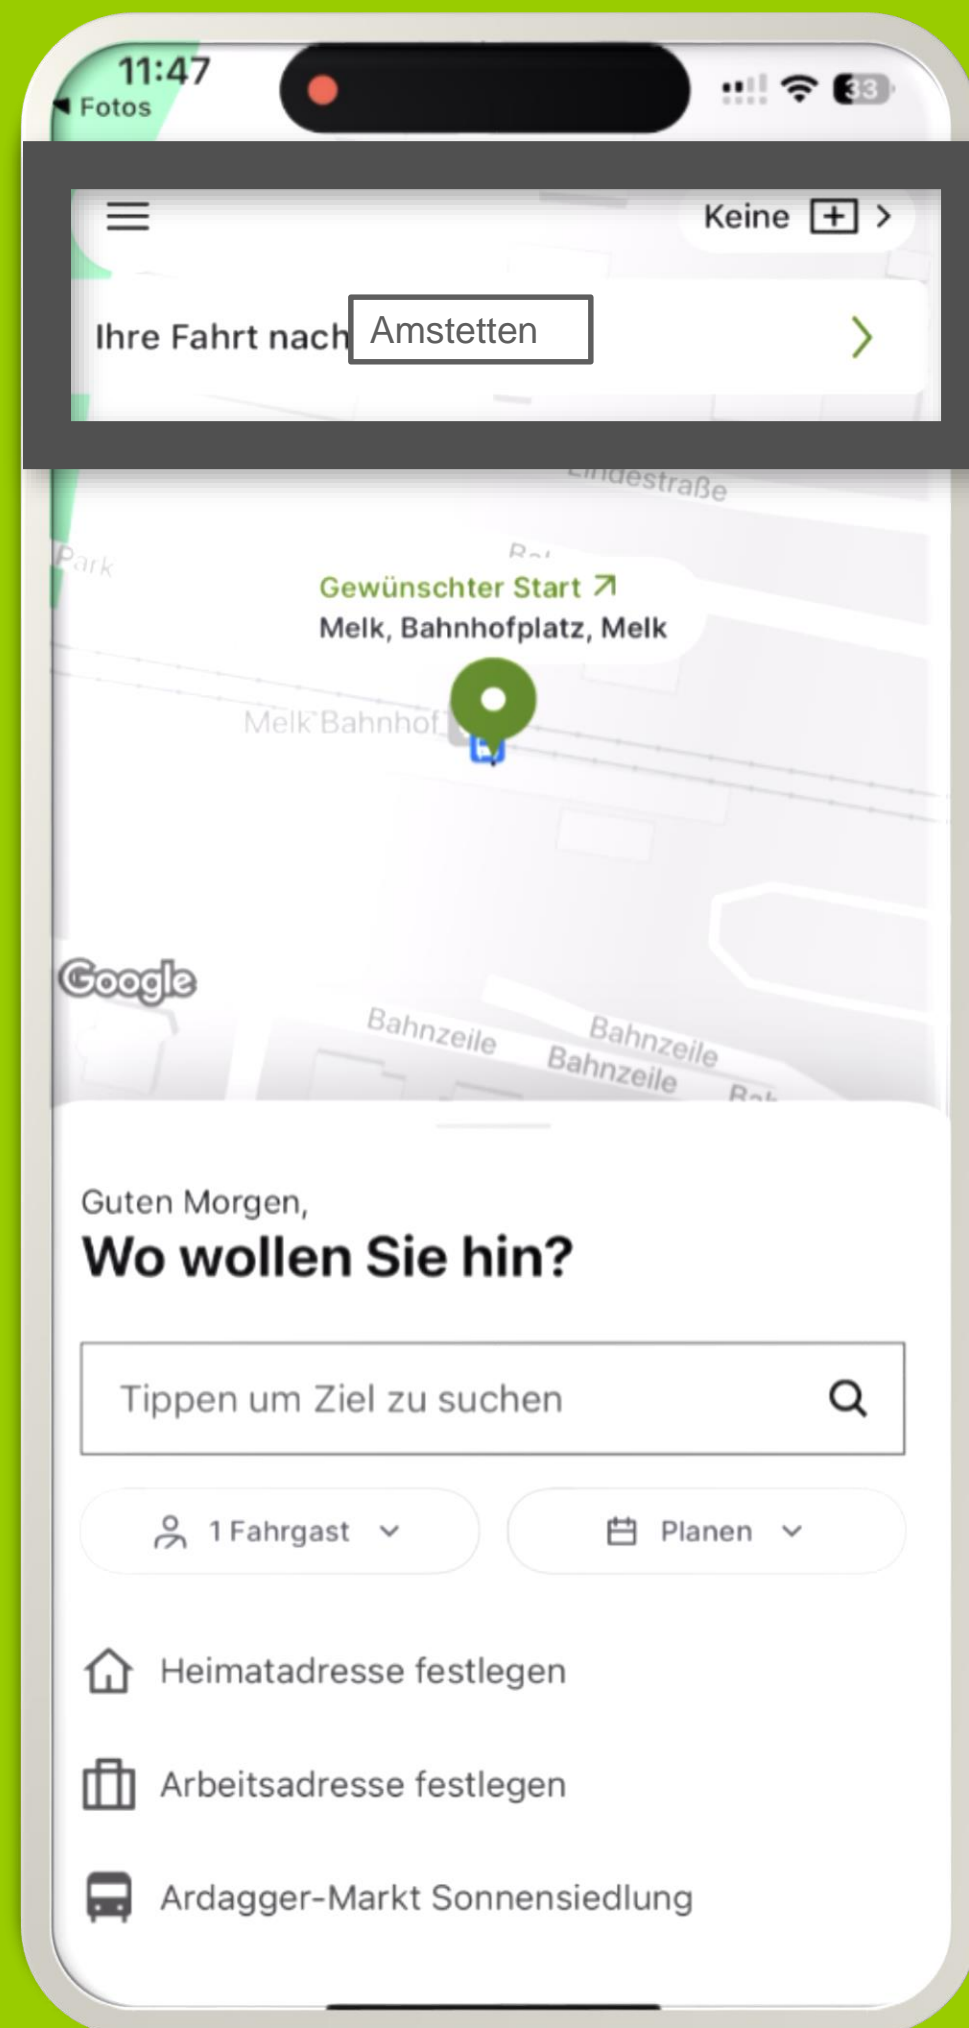 11:47
Fotos
33
Keine
Ihre Fahrt nach Amstetten
Lindestraße
Park
Gewünschter Start
Melk, Bahnhofplatz, Melk
Melk Bahnhof
Google
Bahnzeile
Bahnzeile
Bahnzeile
Guten Morgen,
Wo wollen Sie hin?
Tippen um Ziel zu suchen
1 Fahrgast
Planen
Heimatadresse festlegen
Arbeitsadresse festlegen
Ardagger-Markt Sonnensiedlung